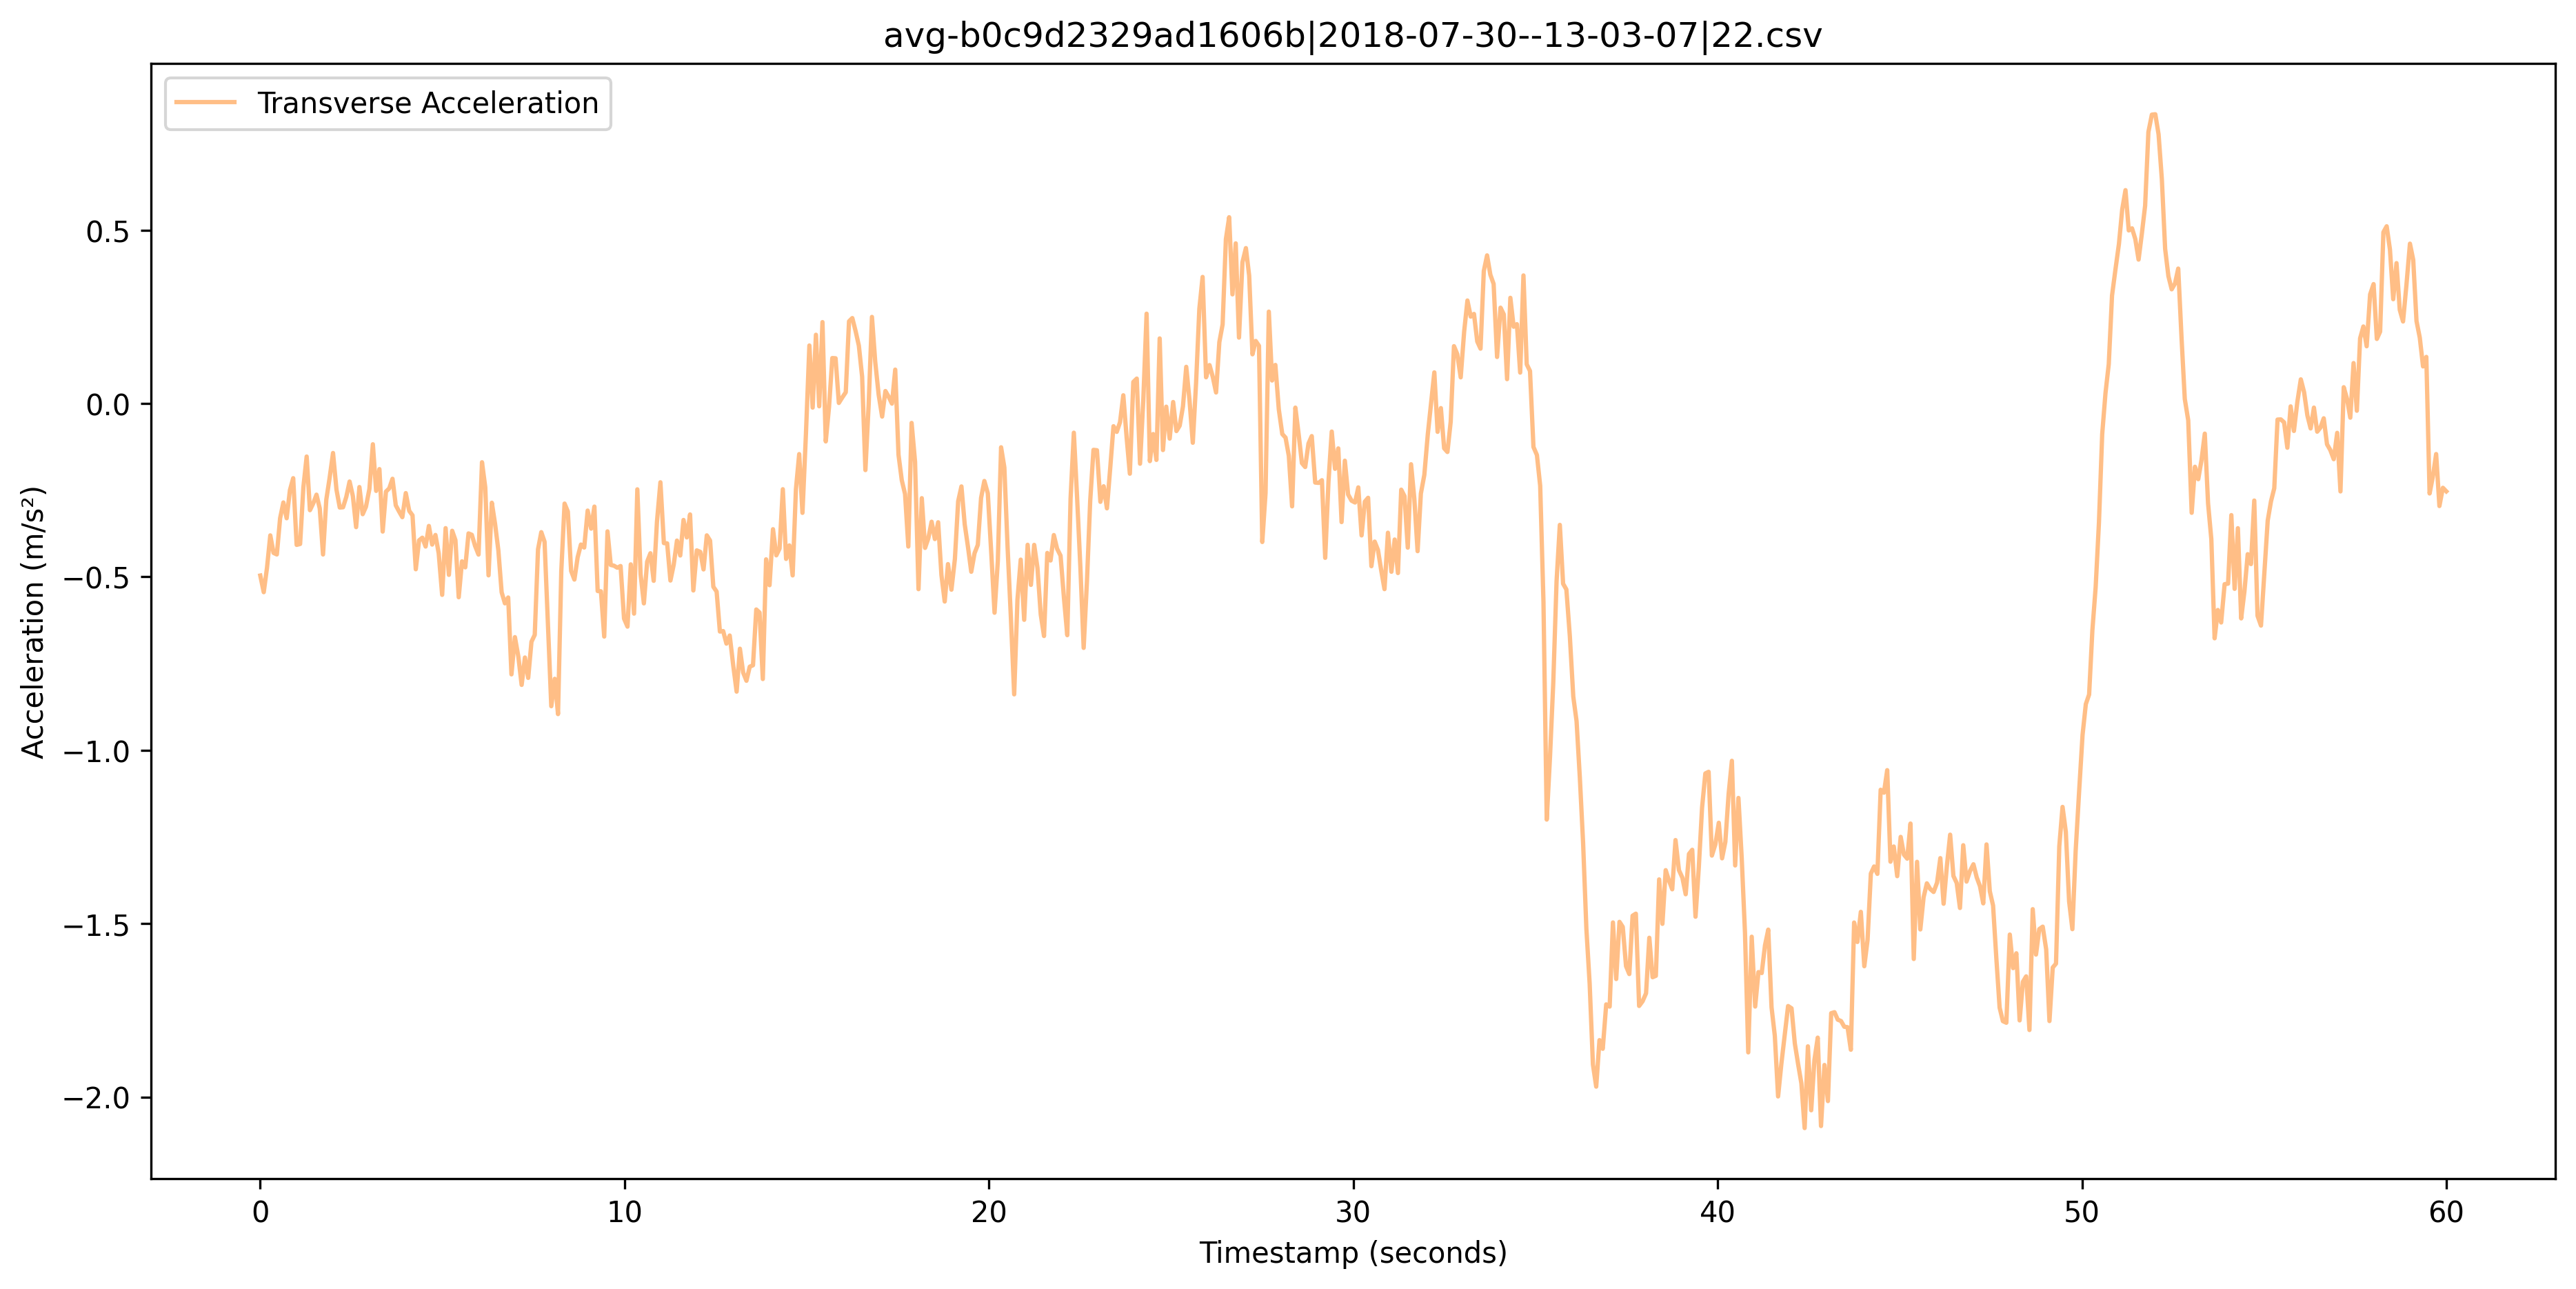 avg-b0c9d2329ad1606b|2018-07-30--13-03-07|22.csv
Transverse Acceleration
Acceleration (m/s²)
0.5
0.0
−0.5
−1.0
−1.5
−2.0
0 10 20 30 40 50 60
Timestamp (seconds)